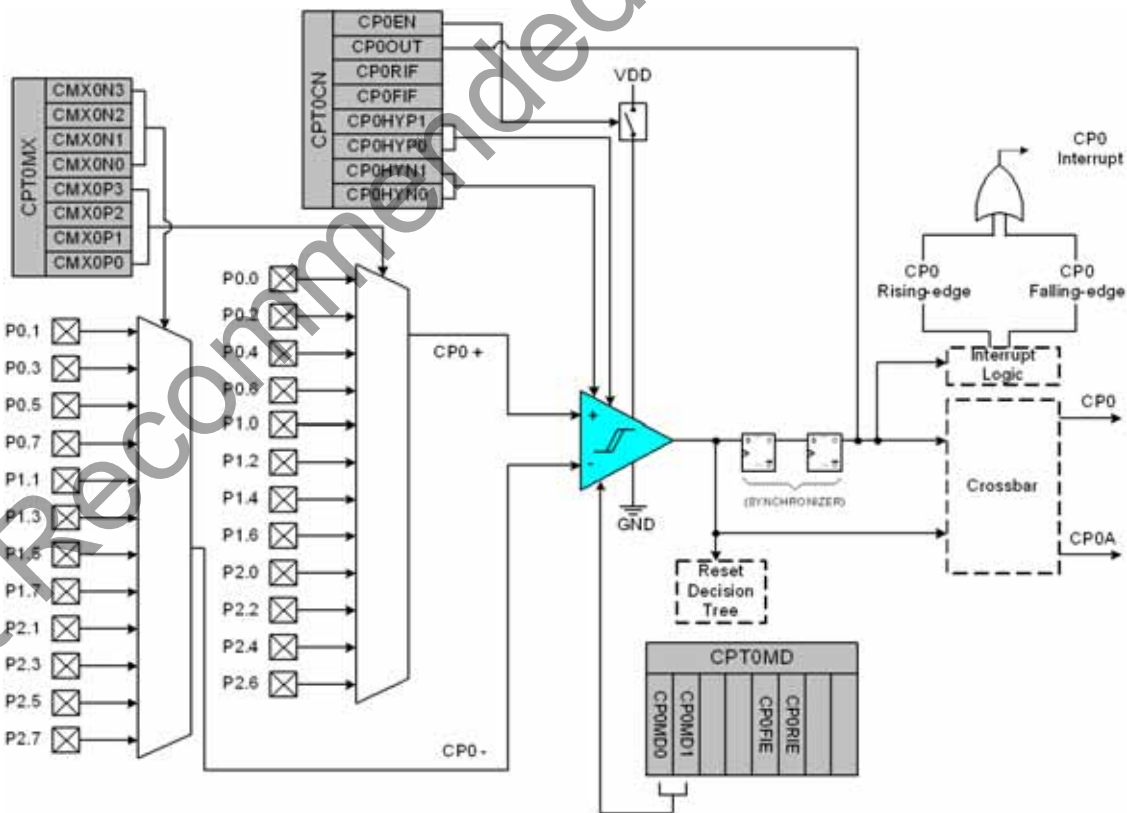 CPT0CN
CP0EN
CP0OUT
CP0RIF
CP0FIF
CP0HYP1
CP0HYP0
CP0HYN1
CP0HYN0
CPT0MX
CMX0N3
CMX0N2
CMX0N1
CMX0N0
CMX0P3
CMX0P2
CMX0P1
CMX0P0
VDD
CP0
Interrupt
CP0
Rising-edge
CP0
Falling-edge
Interrupt
Logic
P0.0
P0.2
P0.4
P0.6
P1.0
P1.2
P1.4
P1.6
P2.0
P2.2
P2.4
P2.6
P0.1
P0.3
P0.5
P0.7
P1.1
P1.3
P1.5
P1.7
P2.1
P2.3
P2.5
P2.7
CP0 +
CP0 -
+
-
GND
(SYNCHRONIZER)
Reset
Decision
Tree
Crossbar
CP0
CP0A
CPT0MD
CP0MD0
CP0MD1
CP0FIE
CP0RIE
Recommended